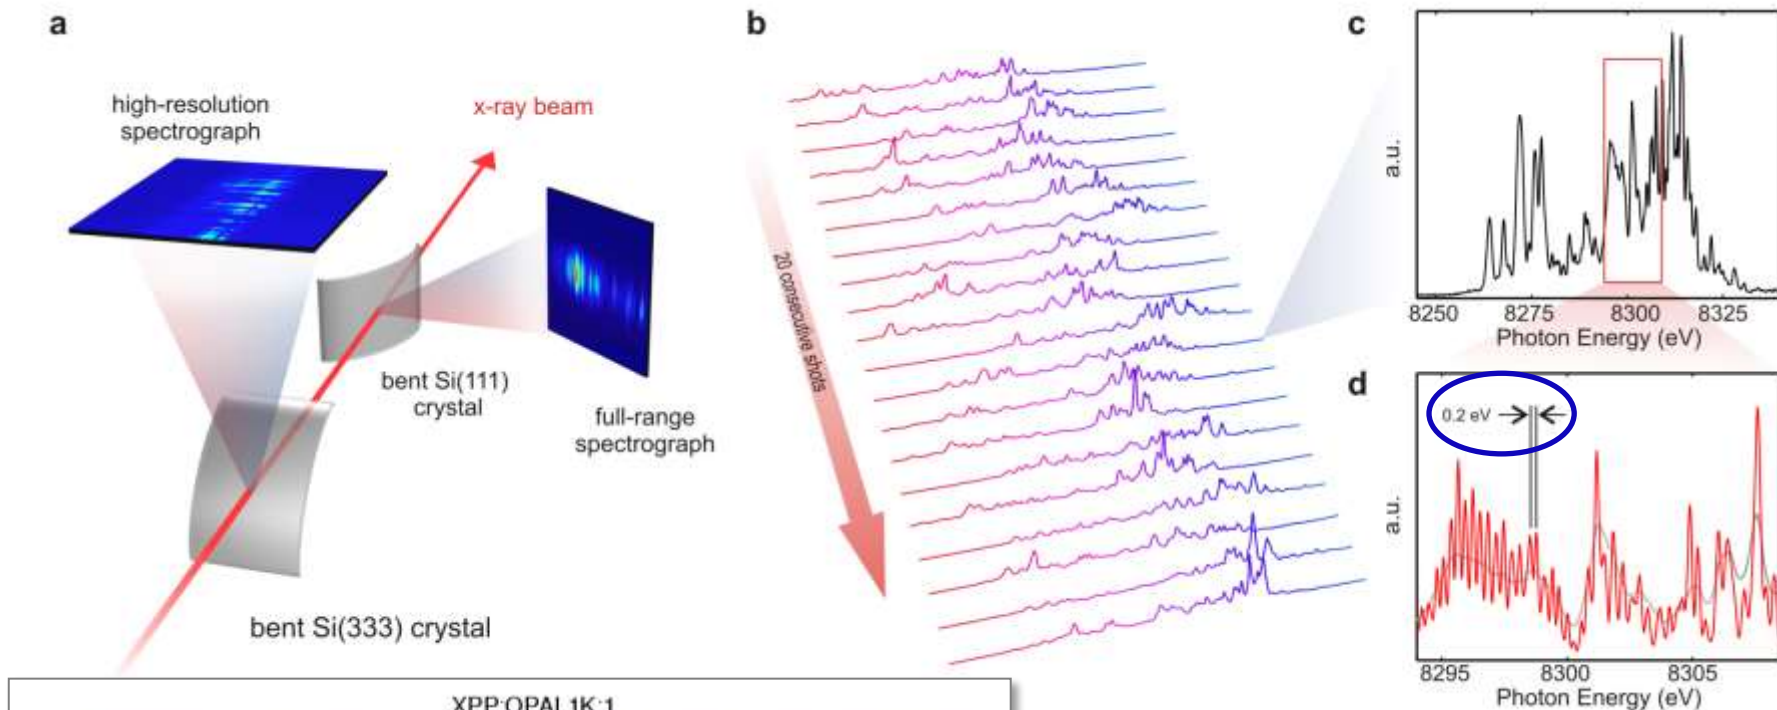 a
high-resolution
spectrograph
x-ray beam
bent Si(111)
crystal
full-range
spectrograph
bent Si(333) crystal
b
20 consecutive shots
c
a.u.
8250 8275 8300 8325
Photon Energy (eV)
d
0.2 eV
a.u.
8295 8300 8305
Photon Energy (eV)
XPP:OPAL1K:1